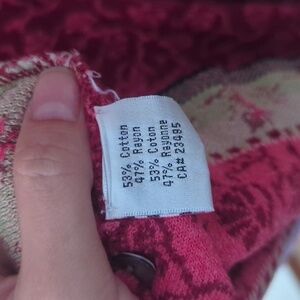 53% Cotton
47% Rayon
53% Coton
47% Rayonne
CA# 23495